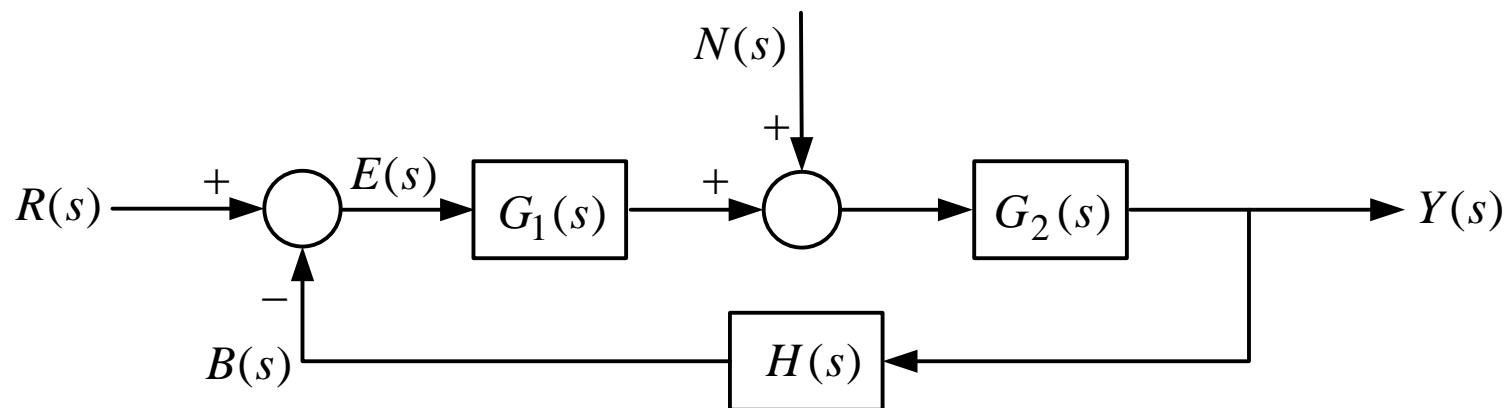 N(s)
+
R(s)
+
E(s)
G₁(s)
+
G₂(s)
Y(s)
−
B(s)
H(s)